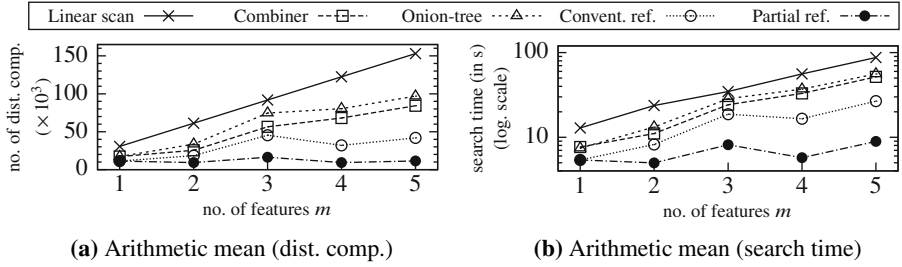 Linear scan Combiner Onion-tree Convent. ref. Partial ref.
no. of dist. comp.
(× 10³)
150
100
50
0
1 2 3 4 5
no. of features m
(a) Arithmetic mean (dist. comp.)
search time (in s)
(log. scale)
100
10
1 2 3 4 5
no. of features m
(b) Arithmetic mean (search time)